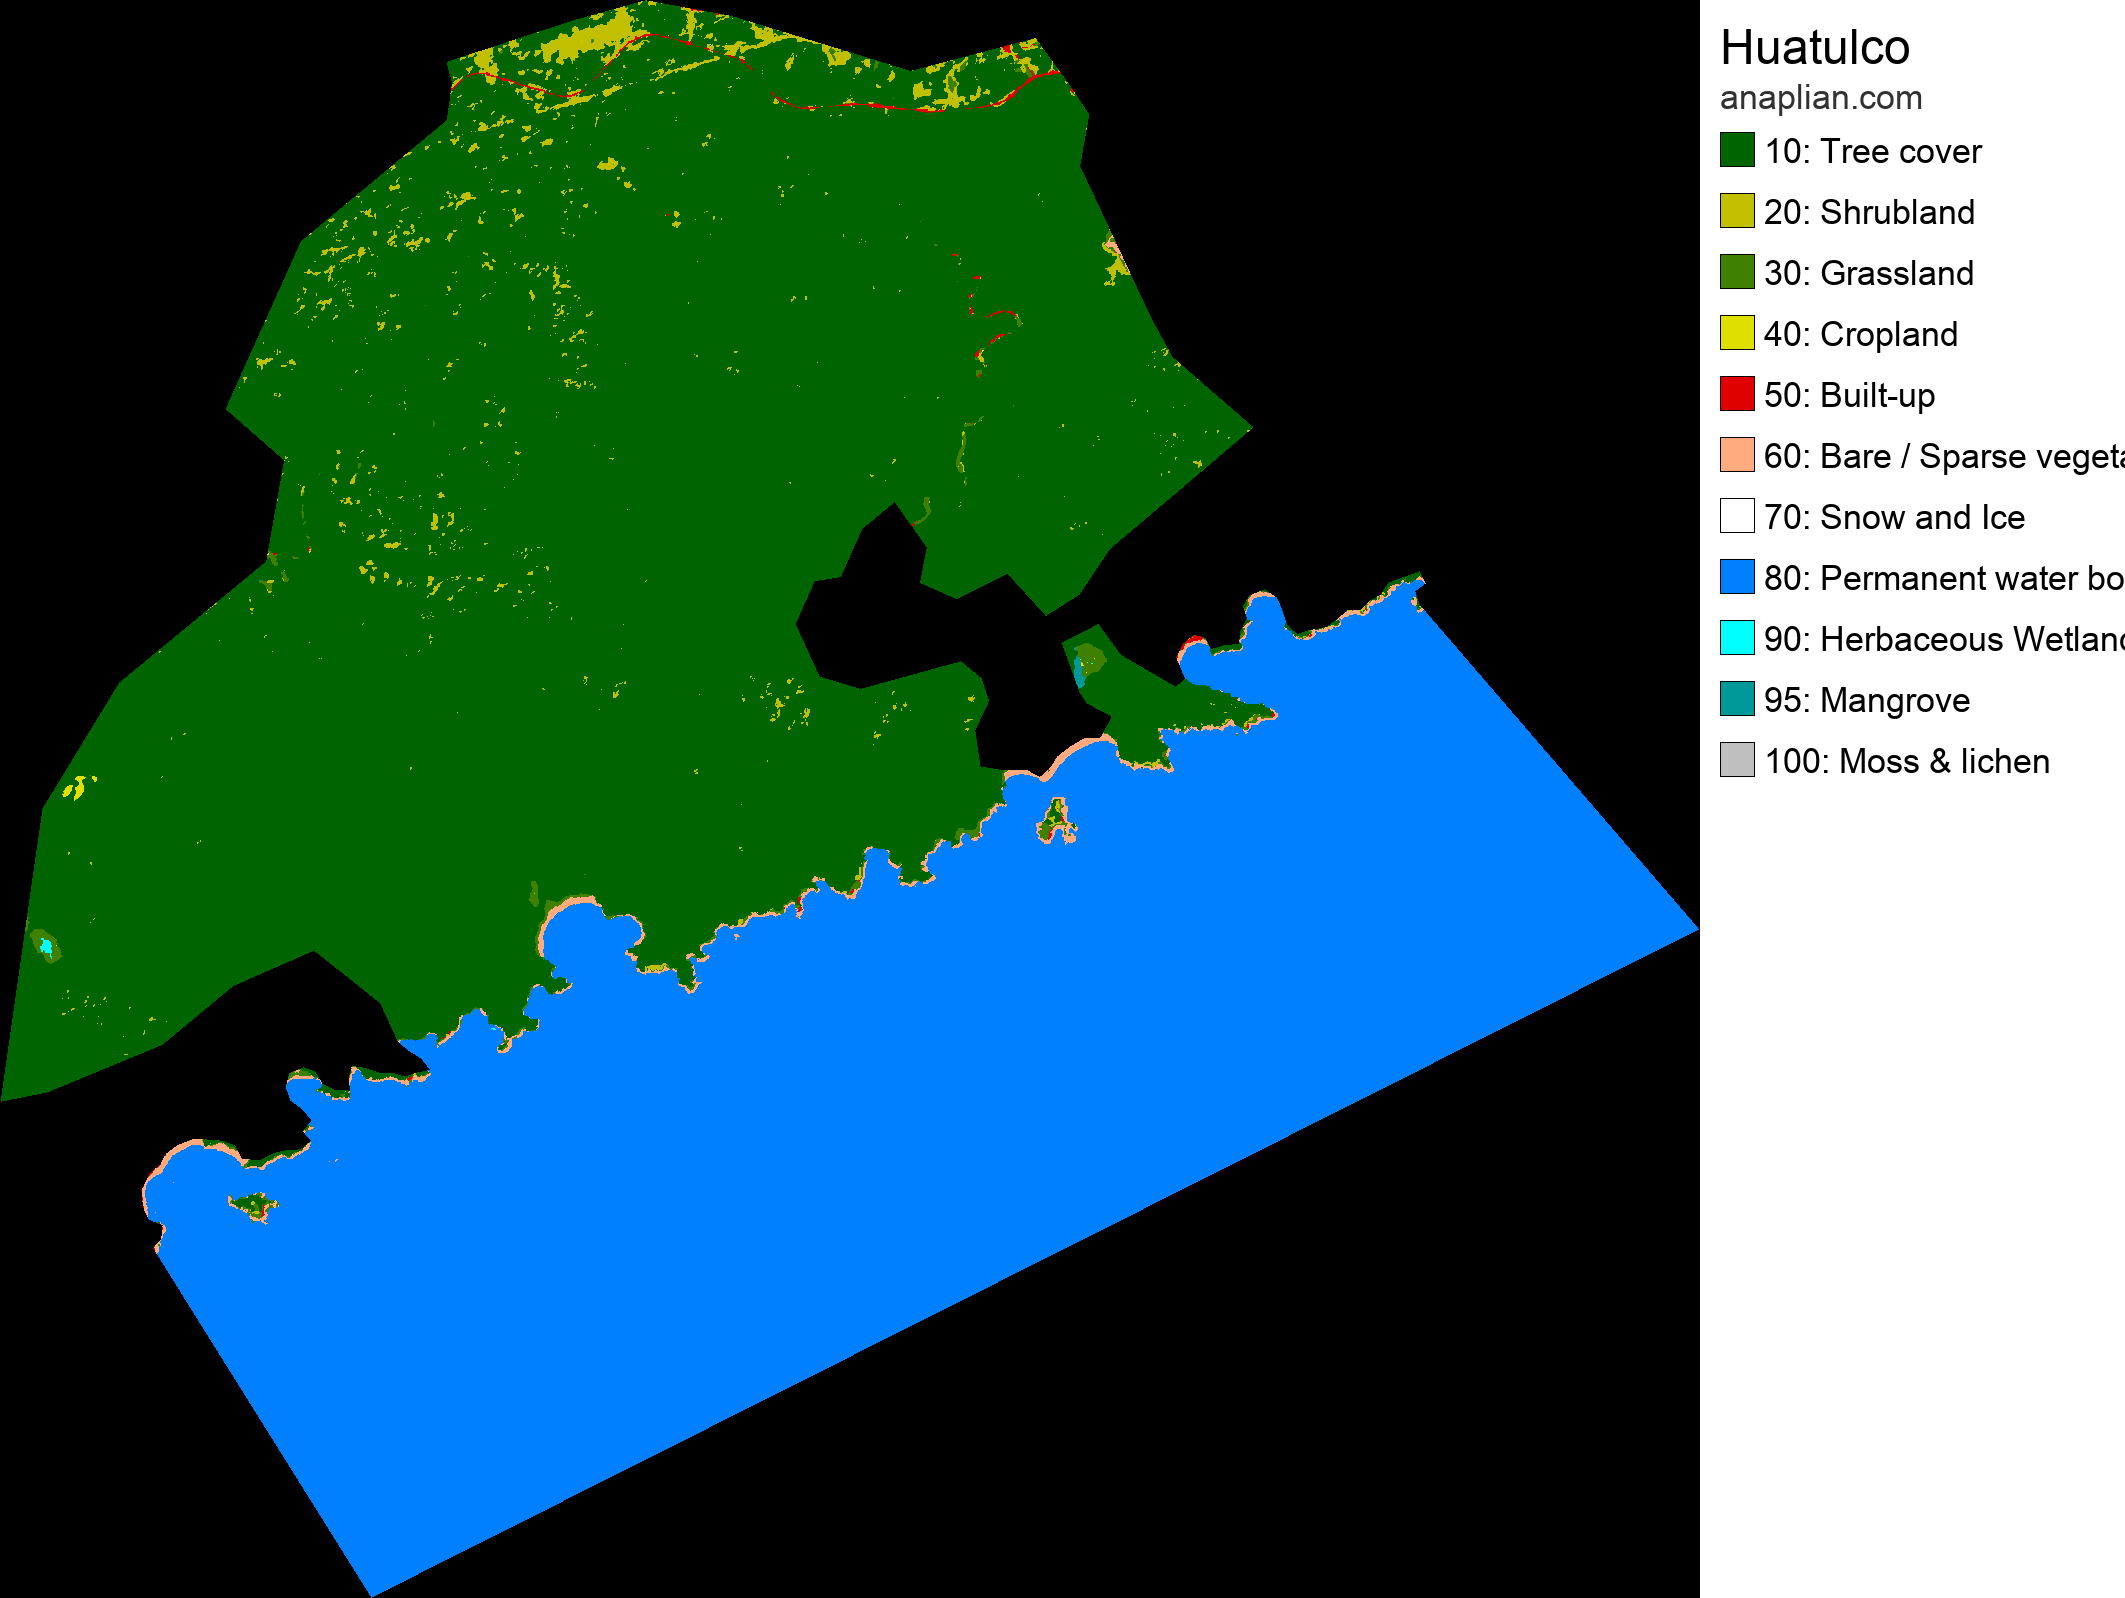 Huatulco
anaplian.com
10: Tree cover
20: Shrubland
30: Grassland
40: Cropland
50: Built-up
60: Bare / Sparse vegeta
70: Snow and Ice
80: Permanent water bo
90: Herbaceous Wetlan
95: Mangrove
100: Moss & lichen